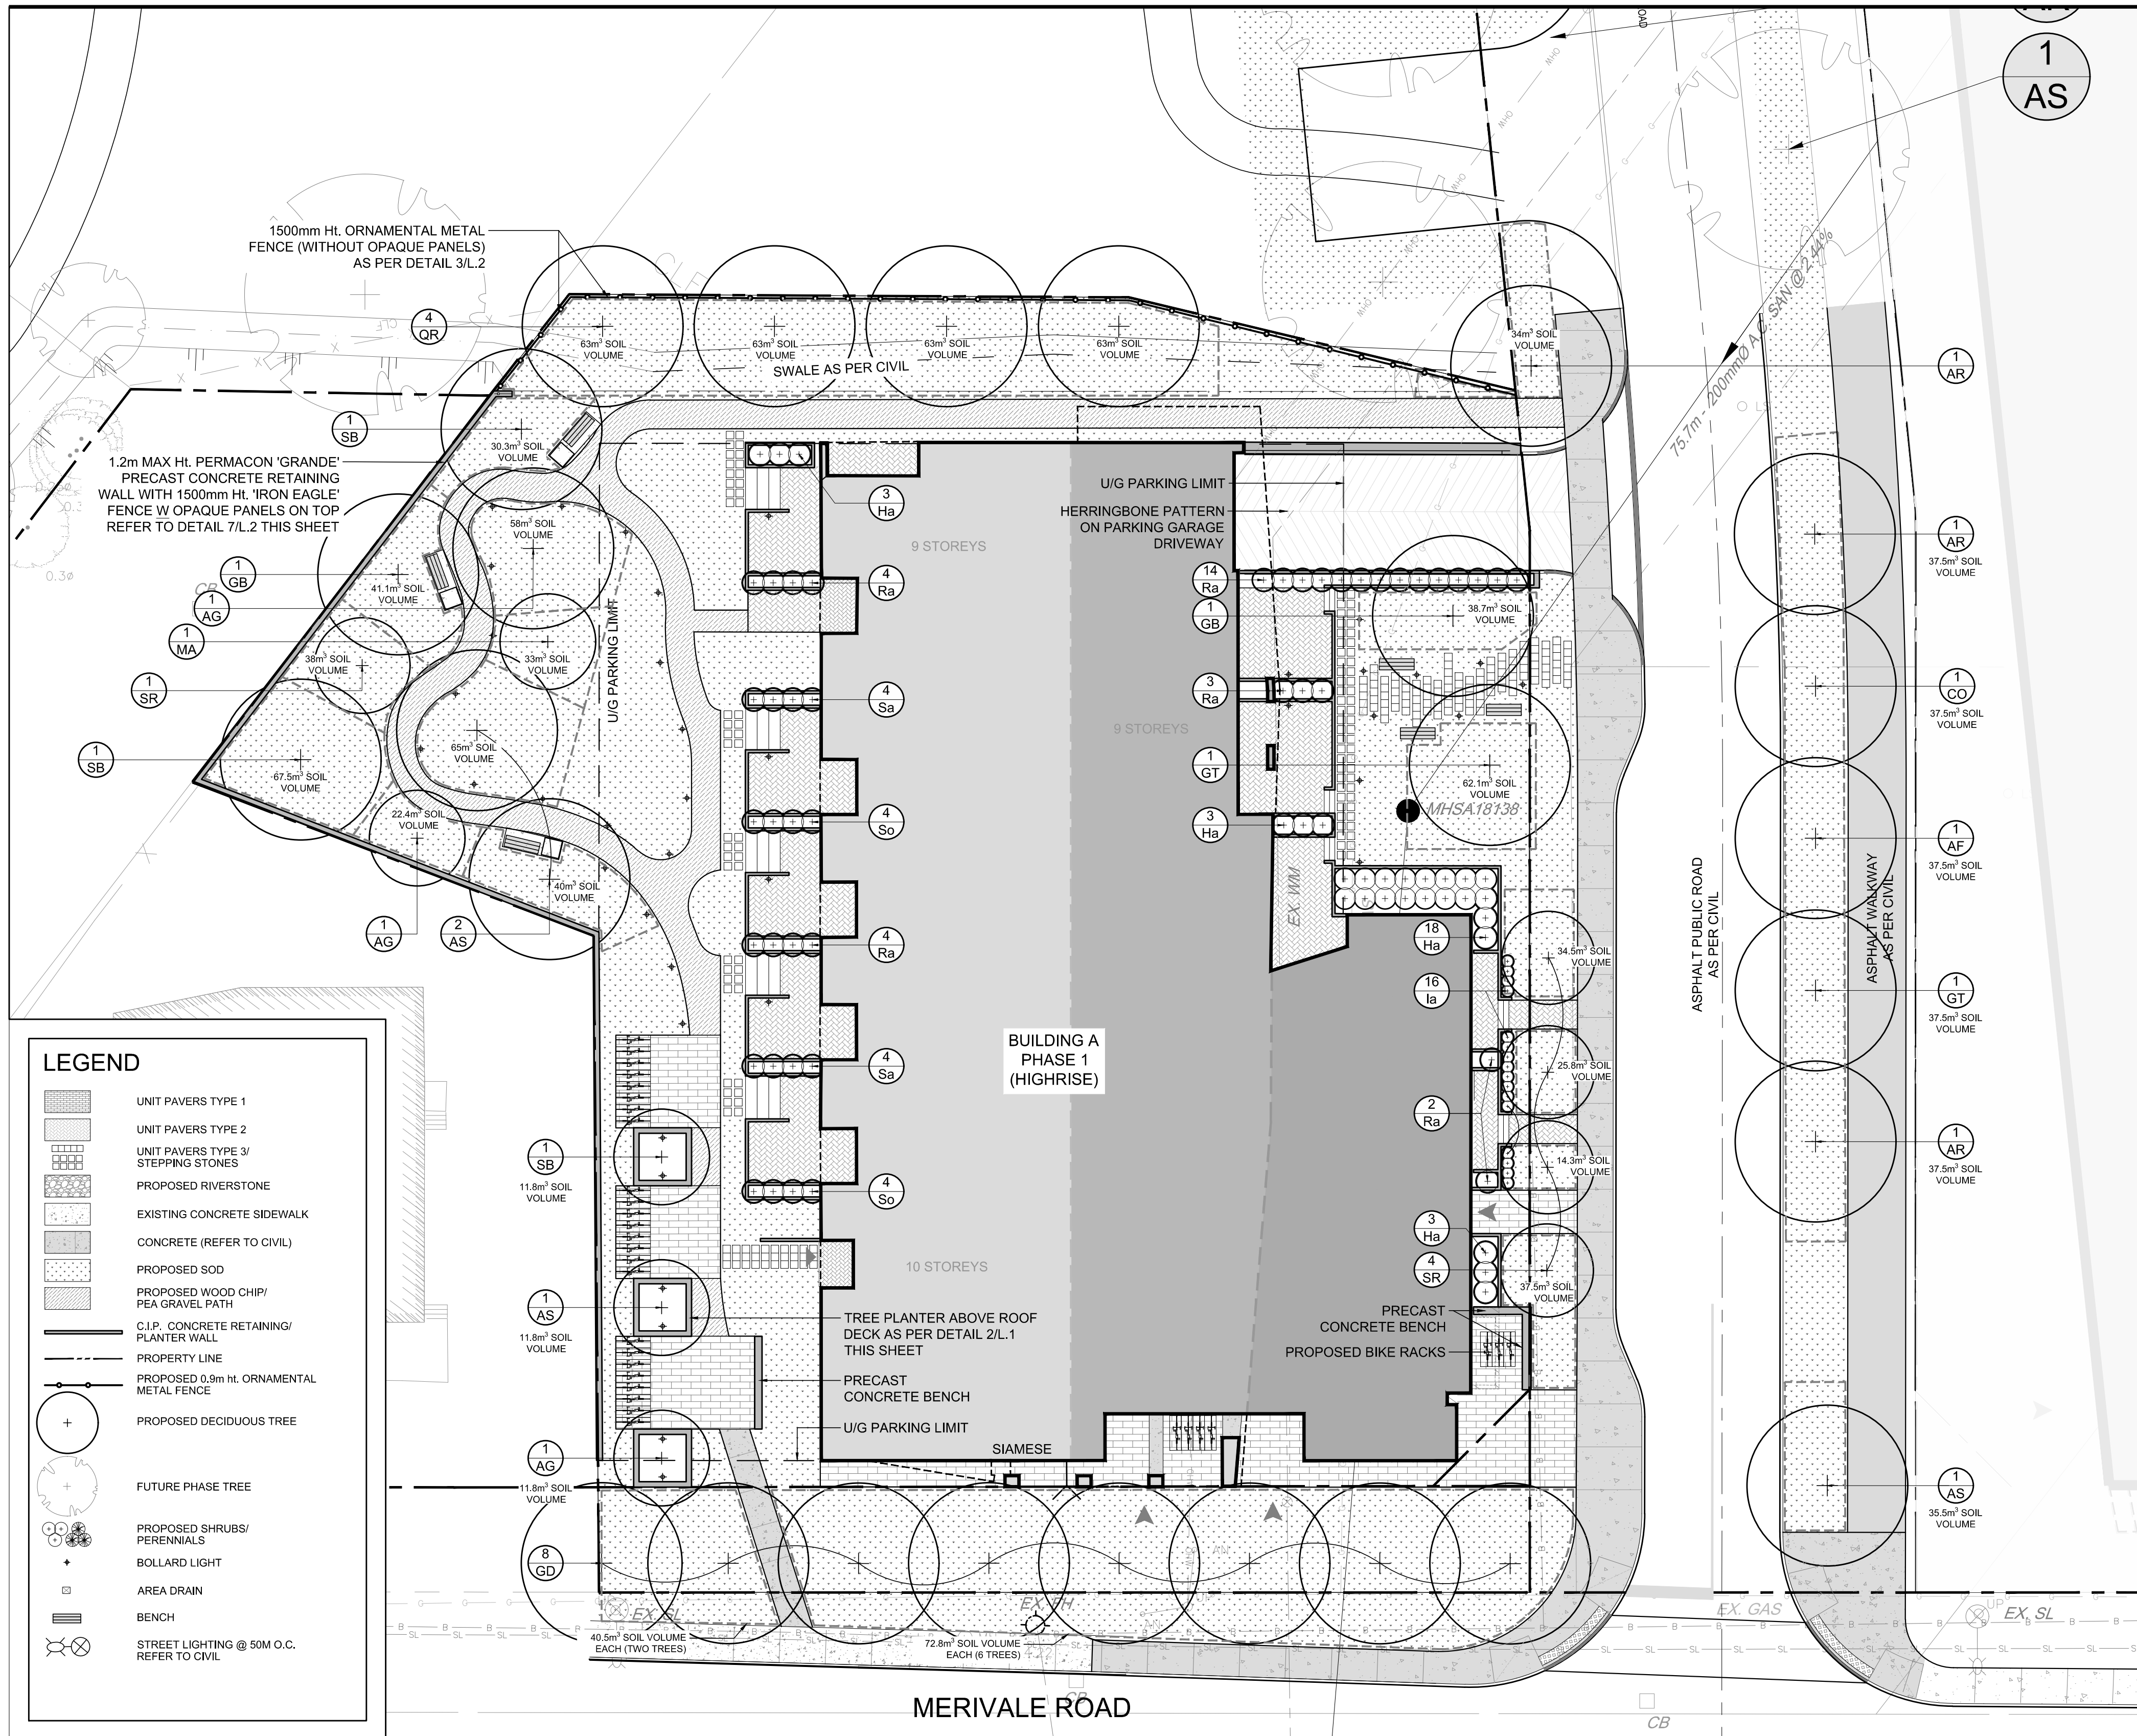 1
AS
OAD
OHW
OHW
OHW
OHW
OHW
OHW
1500mm Ht. ORNAMENTAL METAL
FENCE (WITHOUT OPAQUE PANELS)
AS PER DETAIL 3/L.2
4
QR
63m³ SOIL
VOLUME
63m³ SOIL
VOLUME
63m³ SOIL
VOLUME
63m³ SOIL
VOLUME
SWALE AS PER CIVIL
34m³ SOIL
VOLUME
75.7m - 200mmØ A.C. SAN @ 2.44%
1
AR
1
SB
30.3m³ SOIL
VOLUME
1.2m MAX Ht. PERMACON 'GRANDE'
PRECAST CONCRETE RETAINING
WALL WITH 1500mm Ht. 'IRON EAGLE'
FENCE W OPAQUE PANELS ON TOP
REFER TO DETAIL 7/L.2 THIS SHEET
0.3ø
CLF
3
Ha
9 STOREYS
U/G PARKING LIMIT
HERRINGBONE PATTERN
ON PARKING GARAGE
DRIVEWAY
58m³ SOIL
VOLUME
1
AR
37.5m³ SOIL
VOLUME
1
GB
CB
1
AG
41.1m³ SOIL
VOLUME
4
Ra
14
Ra
1
GB
38.7m³ SOIL
VOLUME
1
MA
38m³ SOIL
VOLUME
33m³ SOIL
VOLUME
U/G PARKING LIMIT
1
SR
4
Sa
3
Ra
1
CO
37.5m³ SOIL
VOLUME
9 STOREYS
1
SB
67.5m³ SOIL
VOLUME
65m³ SOIL
VOLUME
1
GT
62.1m³ SOIL
VOLUME
MHSA18138
22.4m³ SOIL
VOLUME
4
So
3
Ha
1
AF
37.5m³ SOIL
VOLUME
40m³ SOIL
VOLUME
EX. WM
ASPHALT PUBLIC ROAD
AS PER CIVIL
ASPHALT WALKWAY
AS PER CIVIL
1
AG
2
AS
4
Ra
18
Ha
34.5m³ SOIL
VOLUME
16
Ia
1
GT
37.5m³ SOIL
VOLUME
BUILDING A
PHASE 1
(HIGHRISE)
4
Sa
25.8m³ SOIL
VOLUME
2
Ra
1
AR
37.5m³ SOIL
VOLUME
1
SB
11.8m³ SOIL
VOLUME
14.3m³ SOIL
VOLUME
4
So
3
Ha
4
SR
37.5m³ SOIL
VOLUME
10 STOREYS
1
AS
11.8m³ SOIL
VOLUME
TREE PLANTER ABOVE ROOF
DECK AS PER DETAIL 2/L.1
THIS SHEET
PRECAST
CONCRETE BENCH
PROPOSED BIKE RACKS
PRECAST
CONCRETE BENCH
U/G PARKING LIMIT
SIAMESE
1
AG
11.8m³ SOIL
VOLUME
1
AS
35.5m³ SOIL
VOLUME
8
GD
EX. SL
EX. FH
EX. GAS
UP
EX. SL
40.5m³ SOIL VOLUME
EACH (TWO TREES)
72.8m³ SOIL VOLUME
EACH (6 TREES)
CB
CB
MERIVALE ROAD
LEGEND
UNIT PAVERS TYPE 1
UNIT PAVERS TYPE 2
UNIT PAVERS TYPE 3/
STEPPING STONES
PROPOSED RIVERSTONE
EXISTING CONCRETE SIDEWALK
CONCRETE (REFER TO CIVIL)
PROPOSED SOD
PROPOSED WOOD CHIP/
PEA GRAVEL PATH
C.I.P. CONCRETE RETAINING/
PLANTER WALL
PROPERTY LINE
PROPOSED 0.9m ht. ORNAMENTAL
METAL FENCE
PROPOSED DECIDUOUS TREE
FUTURE PHASE TREE
PROPOSED SHRUBS/
PERENNIALS
BOLLARD LIGHT
AREA DRAIN
BENCH
STREET LIGHTING @ 50M O.C.
REFER TO CIVIL